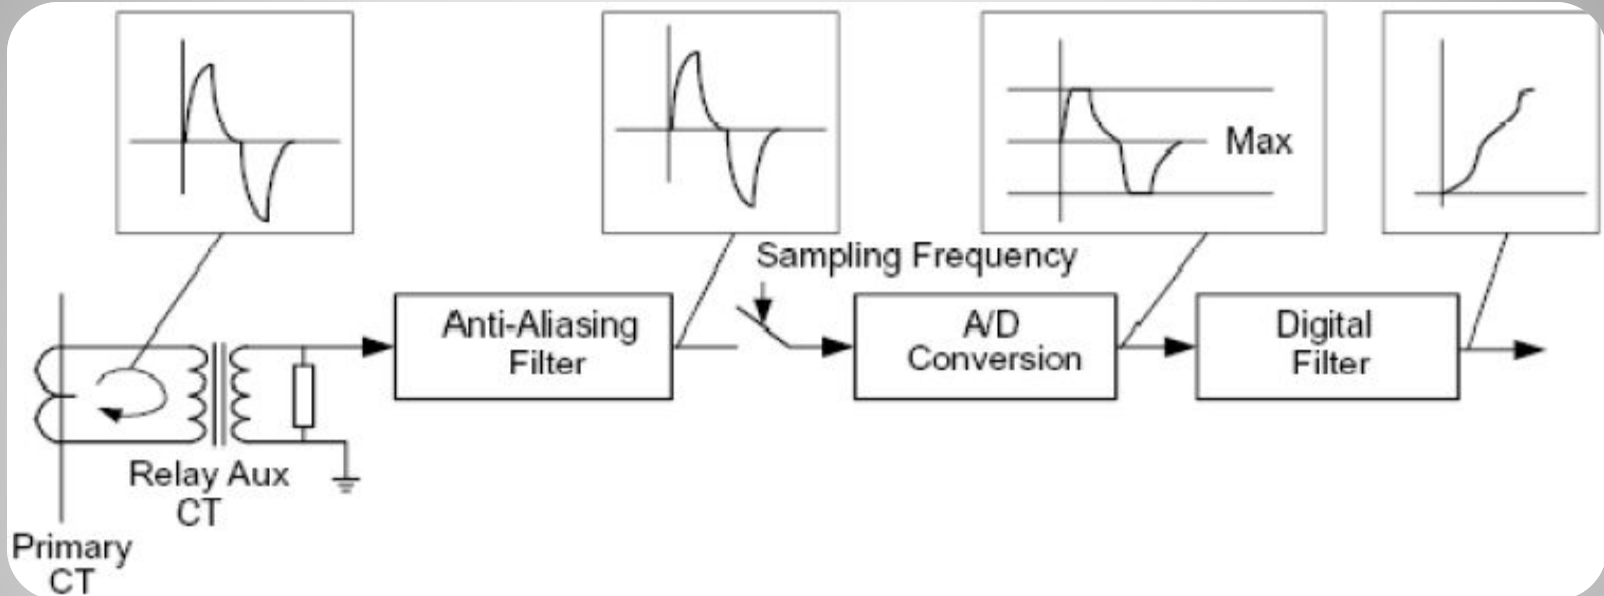 Max
Sampling Frequency
Anti-Aliasing
Filter
A/D
Conversion
Digital
Filter
Relay Aux
CT
Primary
CT